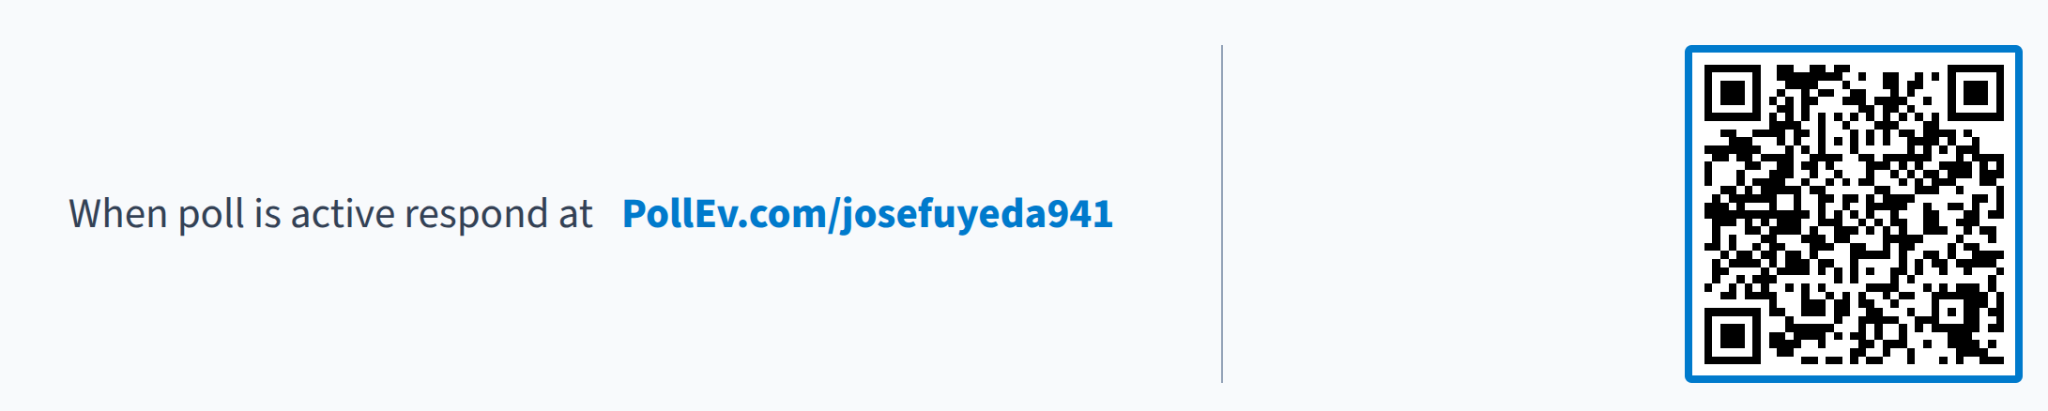 When poll is active respond at PollEv.com/josefuyeda941